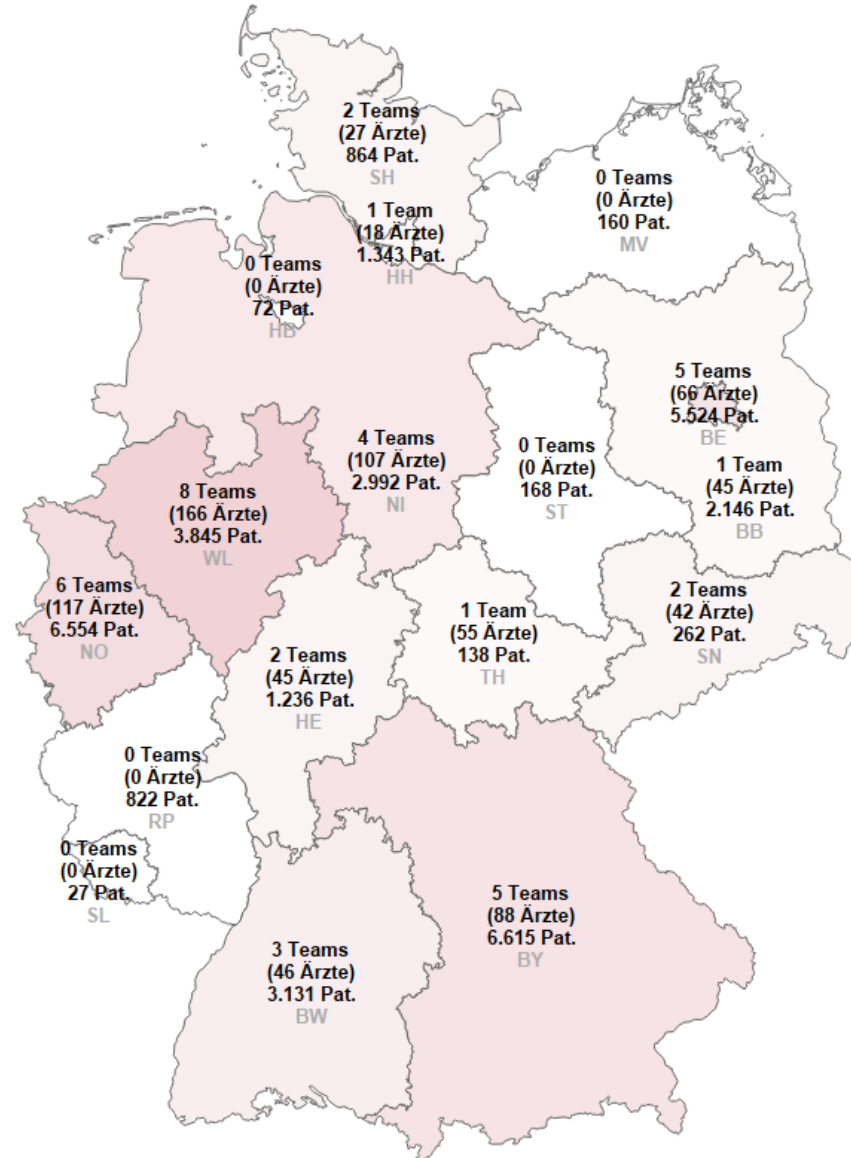 2 Teams
(27 Ärzte)
864 Pat.
SH
0 Teams
(0 Ärzte)
160 Pat.
MV
1 Team
(18 Ärzte)
1.343 Pat.
HH
0 Teams
(0 Ärzte)
72 Pat.
HB
5 Teams
(66 Ärzte)
5.524 Pat.
BE
4 Teams
(107 Ärzte)
2.992 Pat.
NI
0 Teams
(0 Ärzte)
168 Pat.
ST
1 Team
(45 Ärzte)
2.146 Pat.
BB
8 Teams
(166 Ärzte)
3.845 Pat.
WL
6 Teams
(117 Ärzte)
6.554 Pat.
NO
2 Teams
(45 Ärzte)
1.236 Pat.
HE
1 Team
(55 Ärzte)
138 Pat.
TH
2 Teams
(42 Ärzte)
262 Pat.
SN
0 Teams
(0 Ärzte)
822 Pat.
RP
0 Teams
(0 Ärzte)
27 Pat.
SL
3 Teams
(46 Ärzte)
3.131 Pat.
BW
5 Teams
(88 Ärzte)
6.615 Pat.
BY